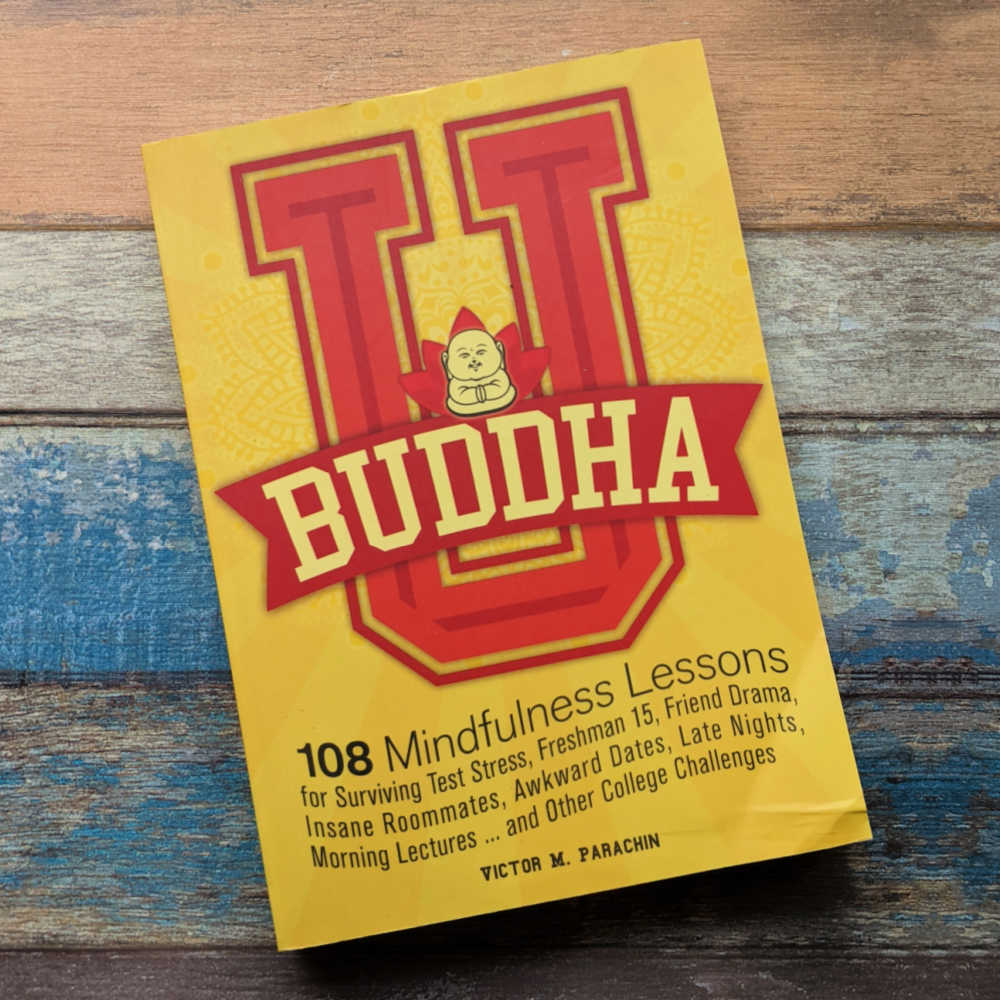 U
BUDDHA
108 Mindfulness Lessons
for Surviving Test Stress, Freshman 15, Friend Drama,
Insane Roommates, Awkward Dates, Late Nights,
Morning Lectures ... and Other College Challenges
VICTOR M. PARACHIN